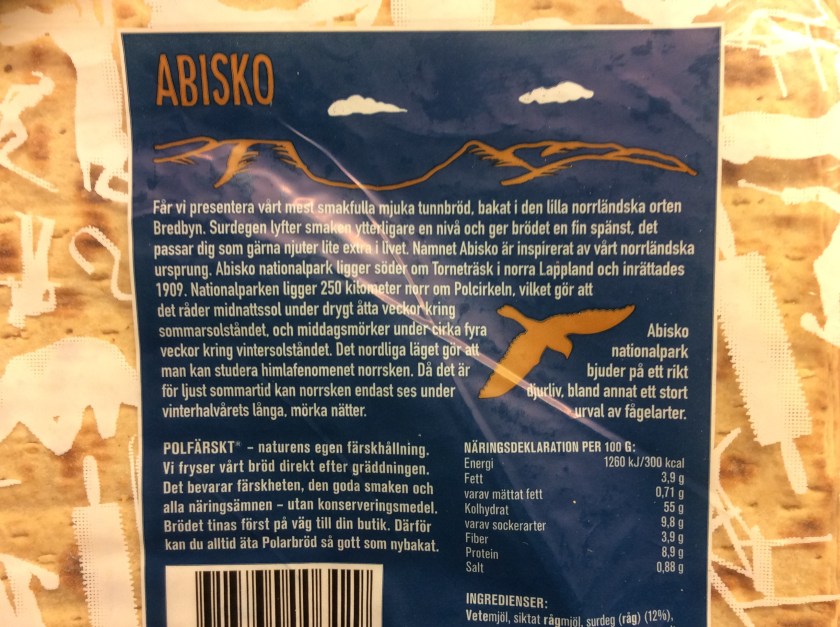 ABISKO
Får vi presentera vårt mest smakfulla mjuka tunnbröd, bakat i den lilla norrländska orten
Bredbyn. Surdegen lyfter smaken ytterligare en nivå och ger brödet en fin spänst, det
passar dig som gärna njuter lite extra i livet. Namnet Abisko är inspirerat av vårt norrländska
ursprung. Abisko nationalpark ligger söder om Torneträsk i norra Lappland och inrättades
1909. Nationalparken ligger 250 kilometer norr om Polcirkeln, vilket gör att
det råder midnattssol under drygt åtta veckor kring
sommarsolståndet, och middagsmörker under cirka fyra
veckor kring vintersolståndet. Det nordliga läget gör att
man kan studera himlafenomenet norrsken. Då det är
för ljust sommartid kan norrsken endast ses under
vinterhalvårets långa, mörka nätter.
Abisko
nationalpark
bjuder på ett rikt
djurliv, bland annat ett stort
urval av fågelarter.
POLFÄRSKT® – naturens egen färskhållning.
Vi fryser vårt bröd direkt efter gräddningen.
Det bevarar färskheten, den goda smaken och
alla näringsämnen – utan konserveringsmedel.
Brödet tinas först på väg till din butik. Därför
kan du alltid äta Polarbröd så gott som nybakat.
NÄRINGSDEKLARATION PER 100 G:
Energi 1260 kJ/300 kcal
Fett 3,9 g
varav mättat fett 0,71 g
Kolhydrat 55 g
varav sockerarter 9,8 g
Fiber 3,9 g
Protein 8,9 g
Salt 0,88 g
INGREDIENSER:
Vetemjöl, siktat rågmjöl, surdeg (råg) (12%),